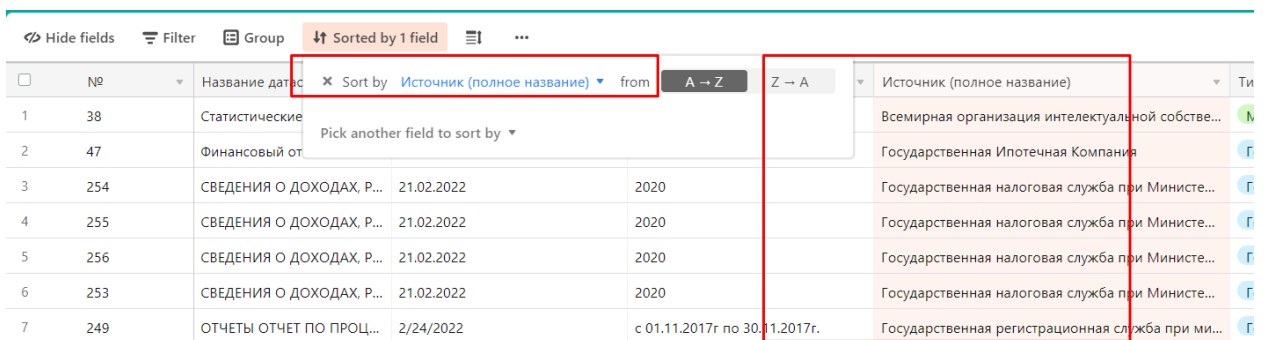 Hide fields Filter Group Sorted by 1 field ...
Sort by Источник (полное название) from A → Z Z → A
Pick another field to sort by
№ Название датас Источник (полное название) Ти
1 38 Статистические Всемирная организация интелектуальной собстве...
2 47 Финансовый от Государственная Ипотечная Компания
3 254 СВЕДЕНИЯ О ДОХОДАХ, Р... 21.02.2022 2020 Государственная налоговая служба при Министе...
4 255 СВЕДЕНИЯ О ДОХОДАХ, Р... 21.02.2022 2020 Государственная налоговая служба при Министе...
5 256 СВЕДЕНИЯ О ДОХОДАХ, Р... 21.02.2022 2020 Государственная налоговая служба при Министе...
6 253 СВЕДЕНИЯ О ДОХОДАХ, Р... 21.02.2022 2020 Государственная налоговая служба при Министе...
7 249 ОТЧЕТЫ ОТЧЕТ ПО ПРОЦ... 2/24/2022 с 01.11.2017г по 30.11.2017г. Государственная регистрационная служба при ми...